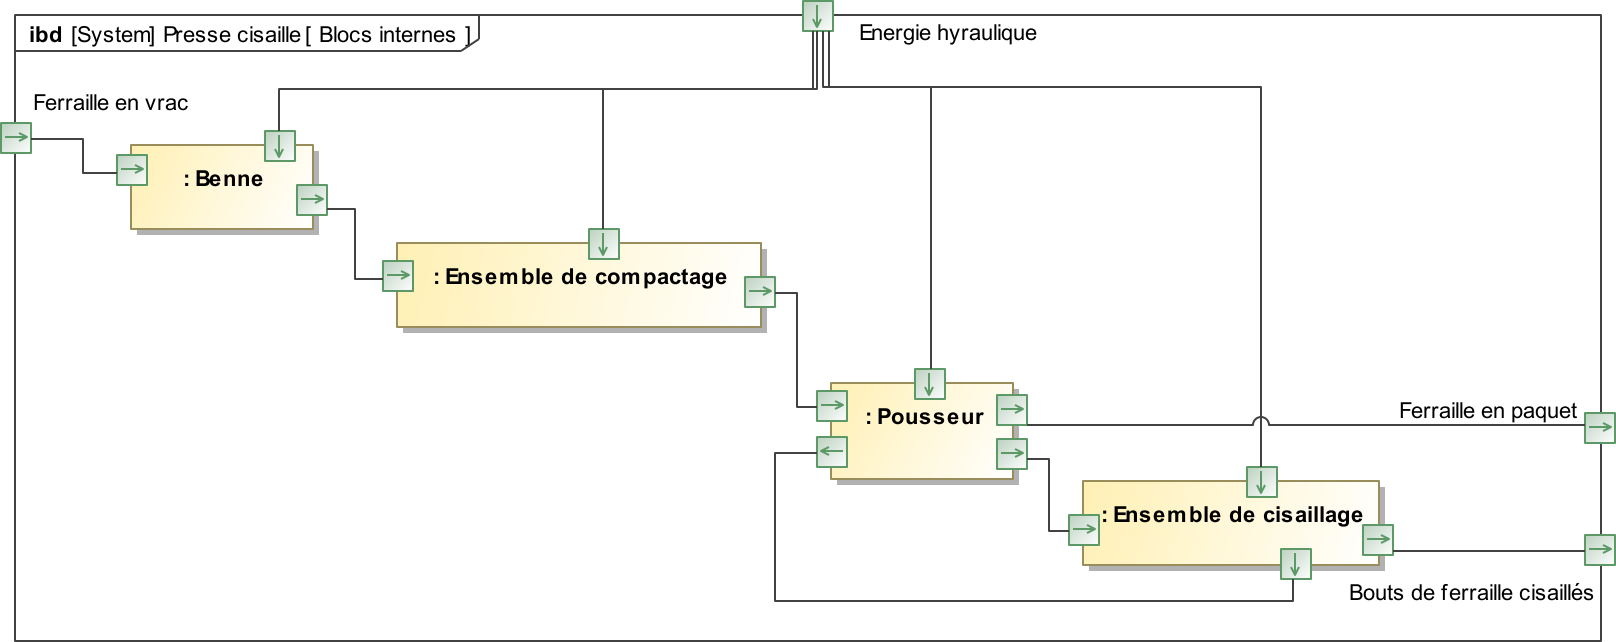 ibd [System] Presse cisaille [ Blocs internes ]
Energie hyraulique
Ferraille en vrac
: Benne
: Ensemble de compactage
Ferraille en paquet
: Pousseur
: Ensemble de cisaillage
Bouts de ferraille cisaillés